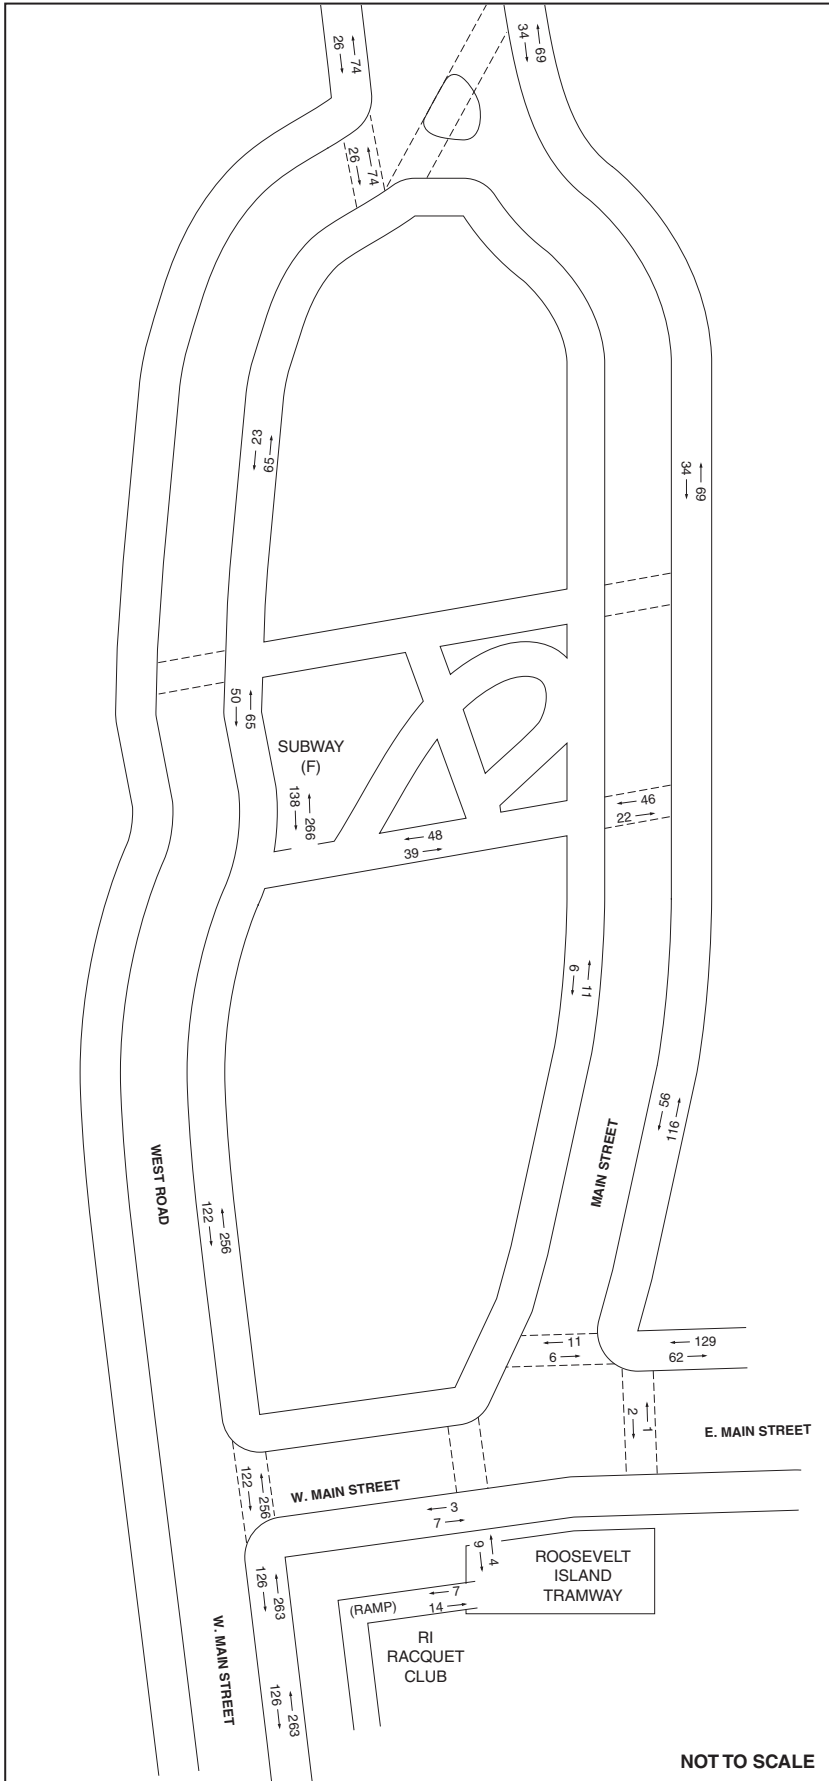 26
74
34
69
26
74
23
65
34
69
50
65
SUBWAY
(F)
138
266
48
39
46
22
9
11
56
116
WEST ROAD
MAIN STREET
122
256
11
6
129
62
2
1
E. MAIN STREET
122
256
W. MAIN STREET
3
7
9
4
ROOSEVELT
ISLAND
TRAMWAY
126
263
7
(RAMP)
14
RI
RACQUET
CLUB
W. MAIN STREET
126
263
NOT TO SCALE